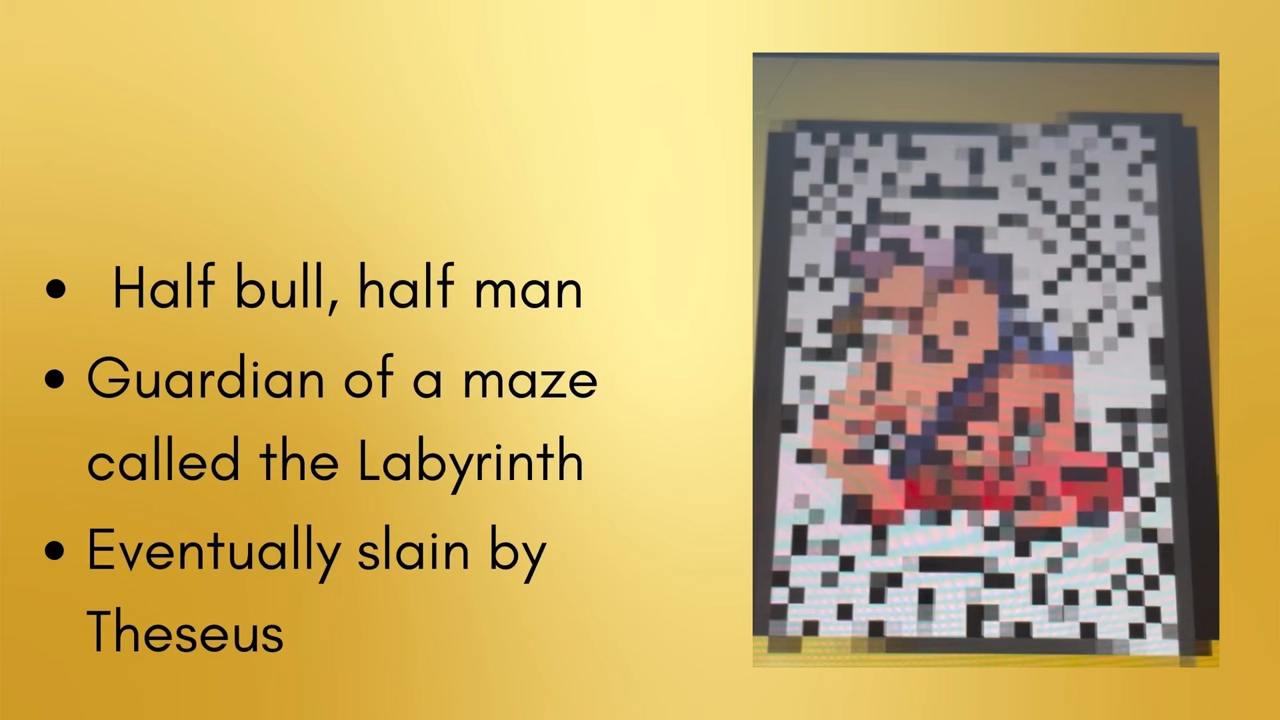 • Half bull, half man
• Guardian of a maze
called the Labyrinth
• Eventually slain by
Theseus